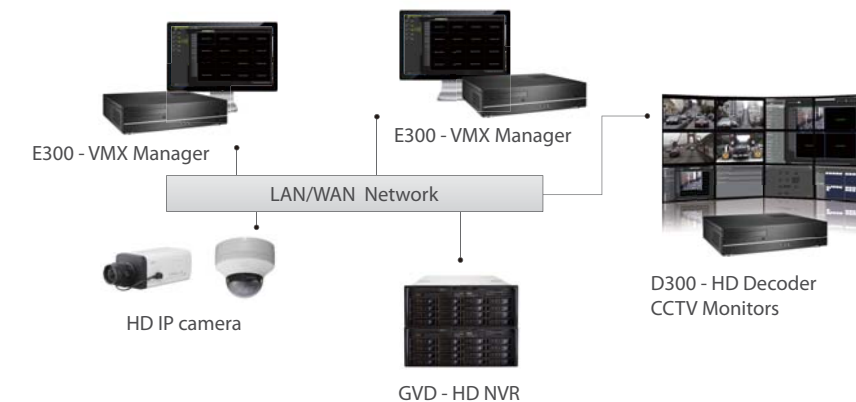 E300 - VMX Manager
E300 - VMX Manager
LAN/WAN Network
HD IP camera
D300 - HD Decoder
CCTV Monitors
GVD - HD NVR